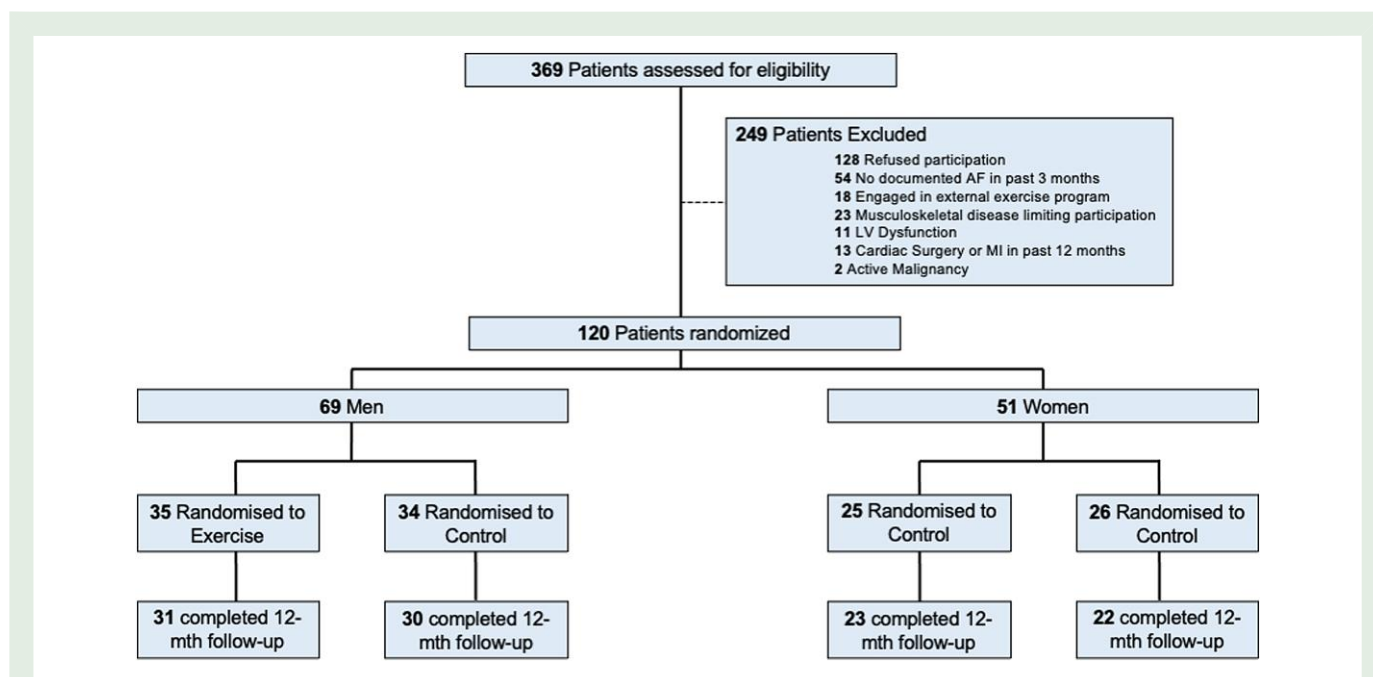 369 Patients assessed for eligibility
249 Patients Excluded
128 Refused participation
54 No documented AF in past 3 months
18 Engaged in external exercise program
23 Musculoskeletal disease limiting participation
11 LV Dysfunction
13 Cardiac Surgery or MI in past 12 months
2 Active Malignancy
120 Patients randomized
69 Men
51 Women
35 Randomised to
Exercise
34 Randomised to
Control
25 Randomised to
Control
26 Randomised to
Control
31 completed 12-
mth follow-up
30 completed 12-
mth follow-up
23 completed 12-
mth follow-up
22 completed 12-
mth follow-up